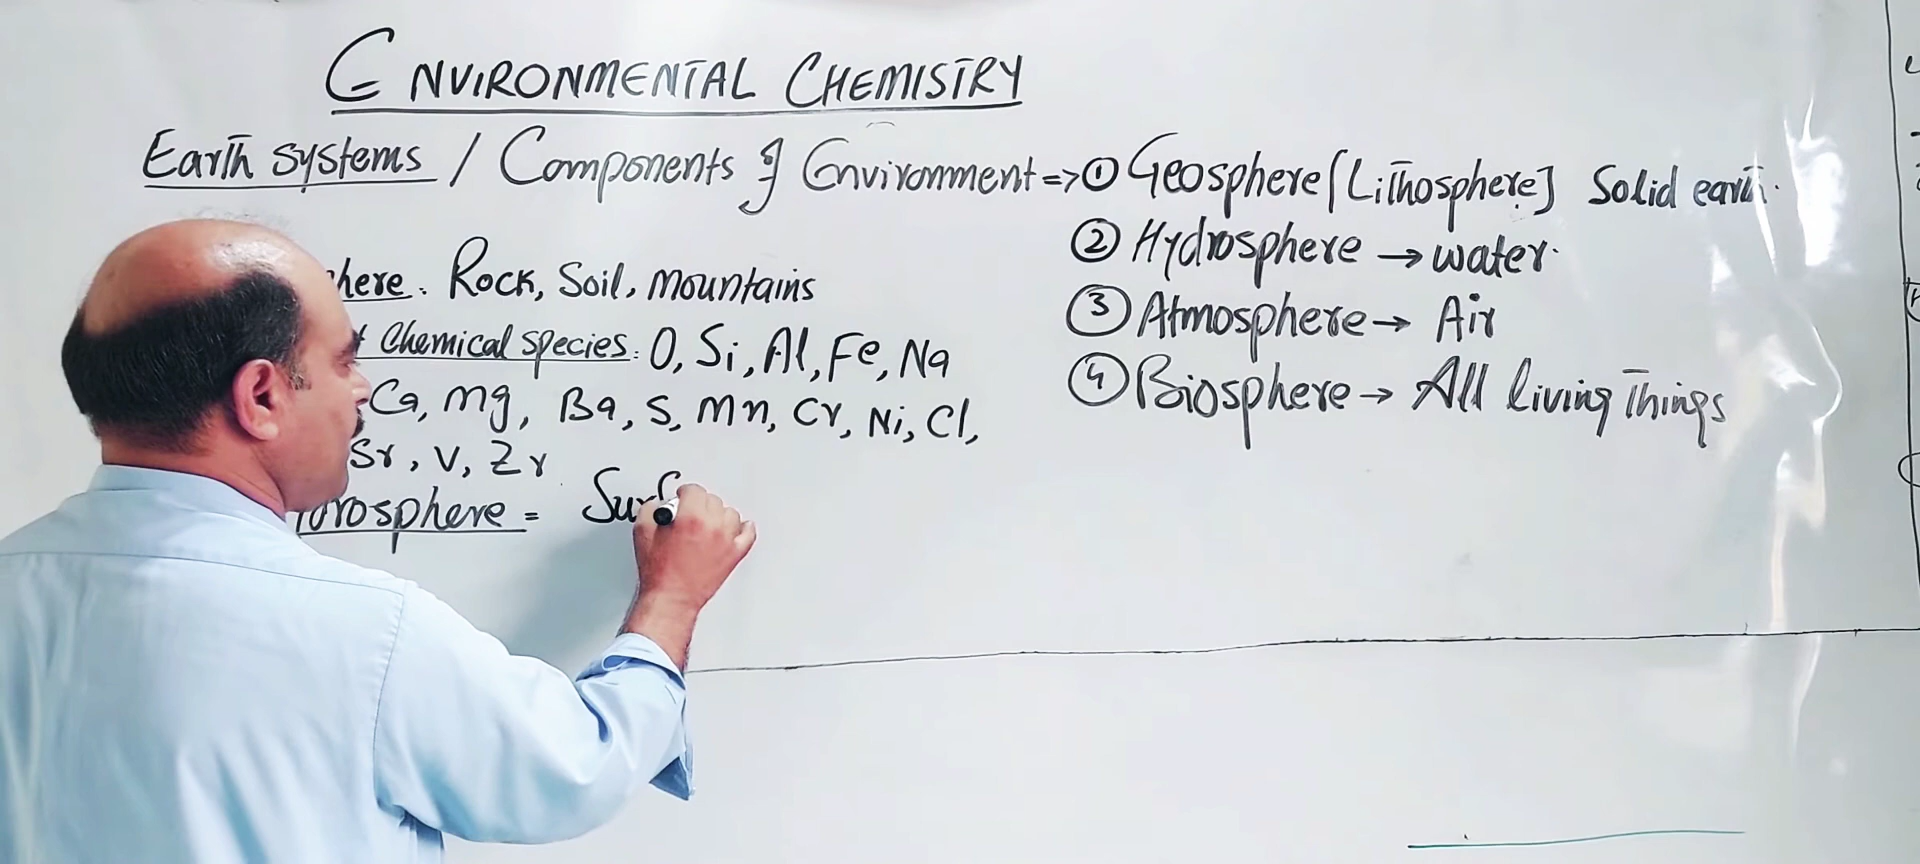 ENVIRONMENTAL CHEMISTRY
Earth systems / Components of Environment => ① Geosphere [Lithosphere] Solid earth.
② Hydrosphere → water.
③ Atmosphere → Air
④ Biosphere → All living Things
here. Rock, Soil, Mountains
Chemical species: O, Si, Al, Fe, Na
Ca, Mg, Ba, S, Mn, Cr, Ni, Cl,
Sr, V, Zr
drosphere = Surf